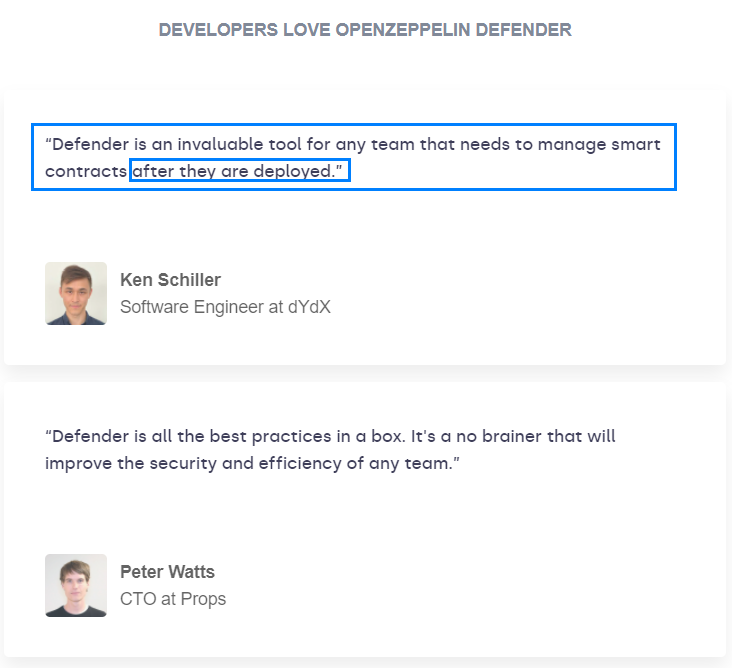 DEVELOPERS LOVE OPENZEPPELIN DEFENDER
“Defender is an invaluable tool for any team that needs to manage smart
contracts after they are deployed.”
Ken Schiller
Software Engineer at dYdX
“Defender is all the best practices in a box. It's a no brainer that will
improve the security and efficiency of any team.”
Peter Watts
CTO at Props